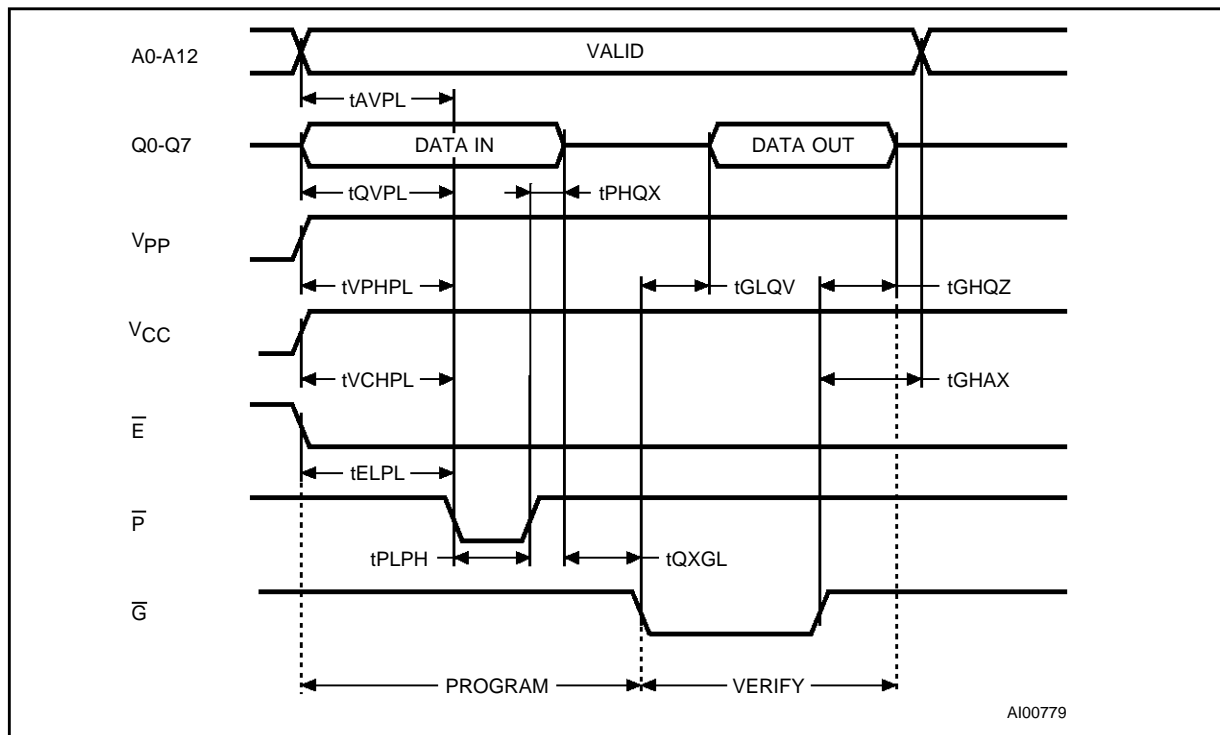 A0-A12
VALID
tAVPL
Q0-Q7
DATA IN
DATA OUT
tQVPL
tPHQX
VPP
tVPHPL
tGLQV
tGHQZ
VCC
tVCHPL
tGHAX
E̅
tELPL
P̅
tPLPH
tQXGL
G̅
PROGRAM
VERIFY
AI00779